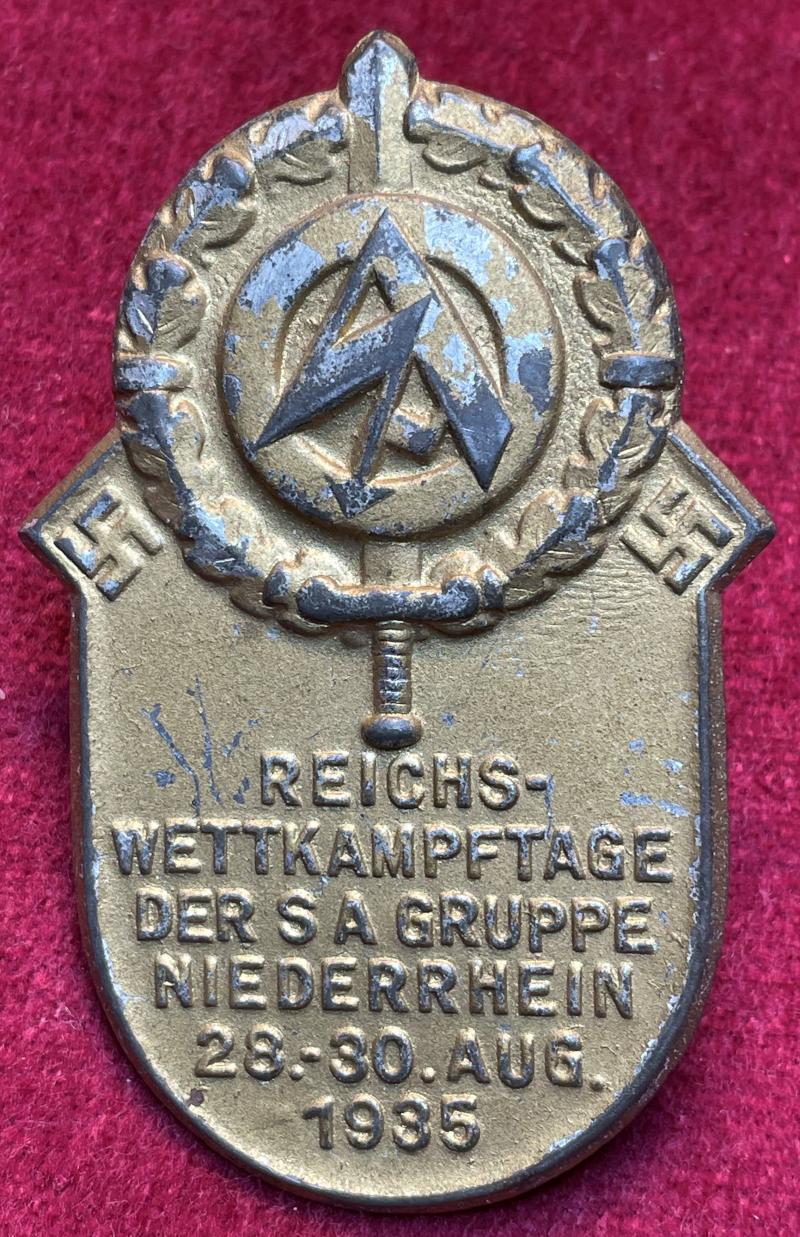 REICHS-
WETTKAMPFTAGE
DER SA GRUPPE
NIEDERRHEIN
28.-30. AUG.
1935